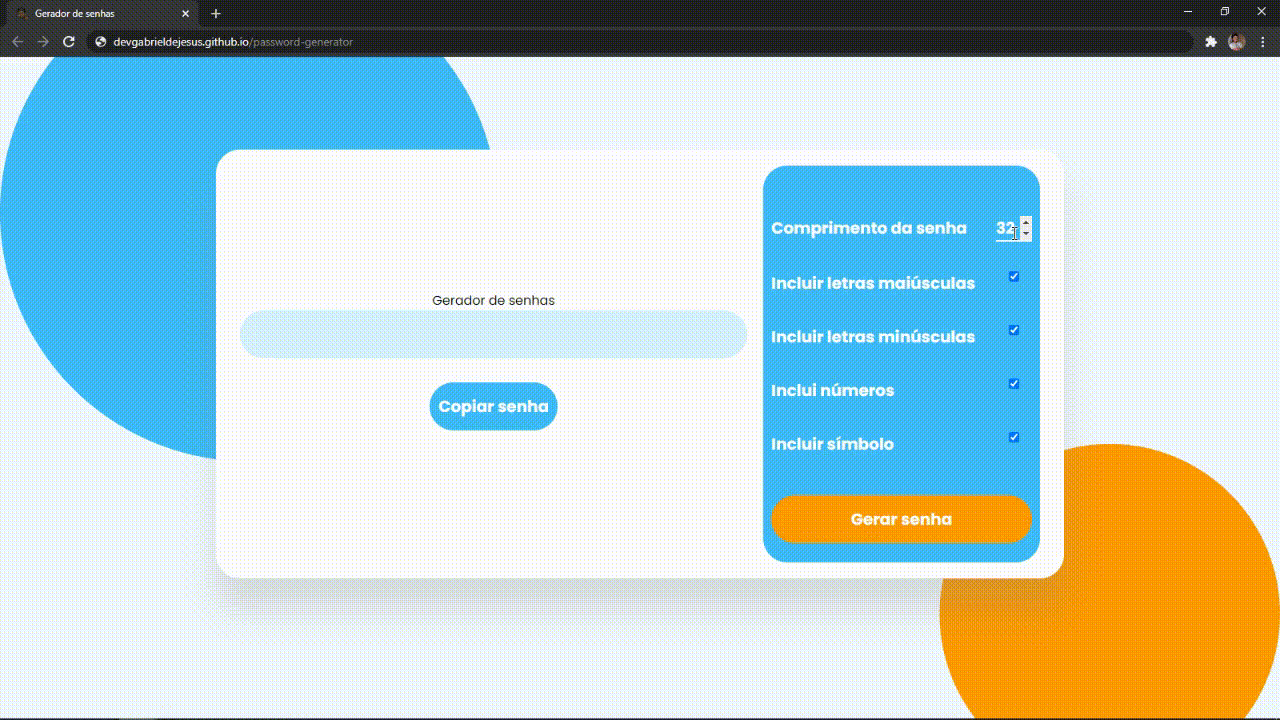 Gerador de senhas
devgabrieldejesus.github.io/password-generator
Gerador de senhas
Copiar senha
Comprimento da senha 32
Incluir letras maiúsculas
Incluir letras minúsculas
Inclui números
Incluir símbolo
Gerar senha